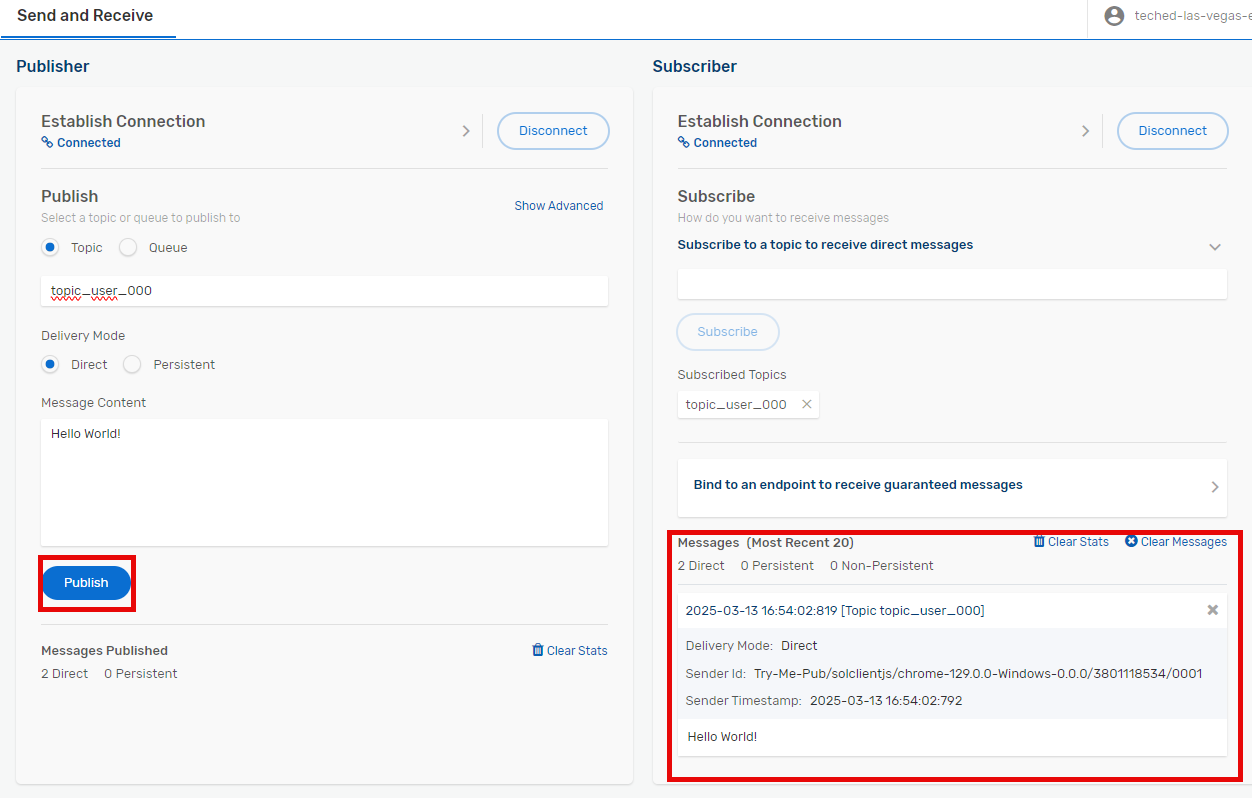 Send and Receive
teched-las-vegas-e
Publisher
Establish Connection
Connected
Disconnect
Publish
Select a topic or queue to publish to
Show Advanced
Topic Queue
topic_user_000
Delivery Mode
Direct Persistent
Message Content
Hello World!
Publish
Messages Published
Clear Stats
2 Direct 0 Persistent
Subscriber
Establish Connection
Connected
Disconnect
Subscribe
How do you want to receive messages
Subscribe to a topic to receive direct messages
Subscribe
Subscribed Topics
topic_user_000
Bind to an endpoint to receive guaranteed messages
Messages (Most Recent 20) Clear Stats Clear Messages
2 Direct 0 Persistent 0 Non-Persistent
2025-03-13 16:54:02:819 [Topic topic_user_000]
Delivery Mode: Direct
Sender Id: Try-Me-Pub/solclientjs/chrome-129.0.0-Windows-0.0.0/3801118534/0001
Sender Timestamp: 2025-03-13 16:54:02:792
Hello World!